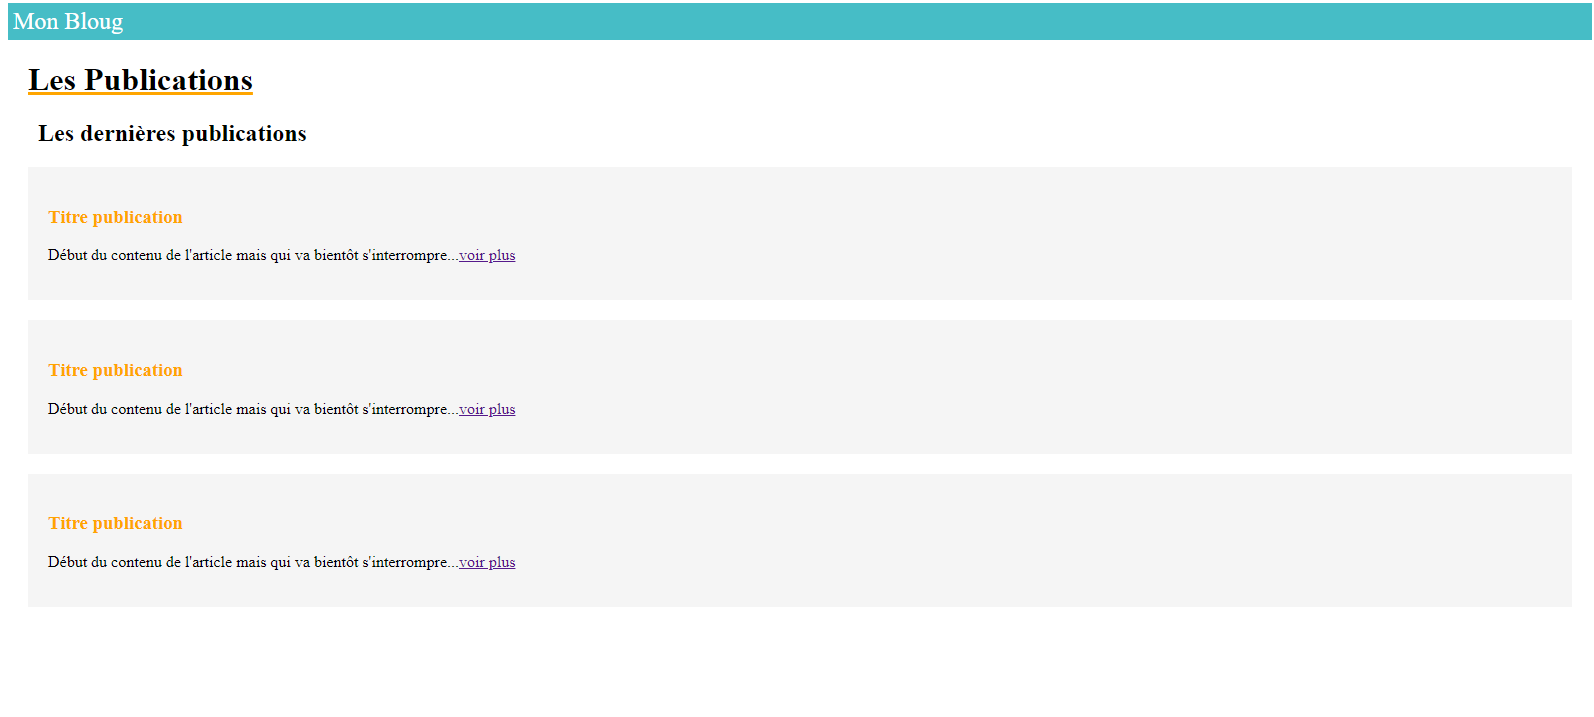 Mon Bloug
Les Publications
Les dernières publications
Titre publication
Début du contenu de l'article mais qui va bientôt s'interrompre...voir plus
Titre publication
Début du contenu de l'article mais qui va bientôt s'interrompre...voir plus
Titre publication
Début du contenu de l'article mais qui va bientôt s'interrompre...voir plus